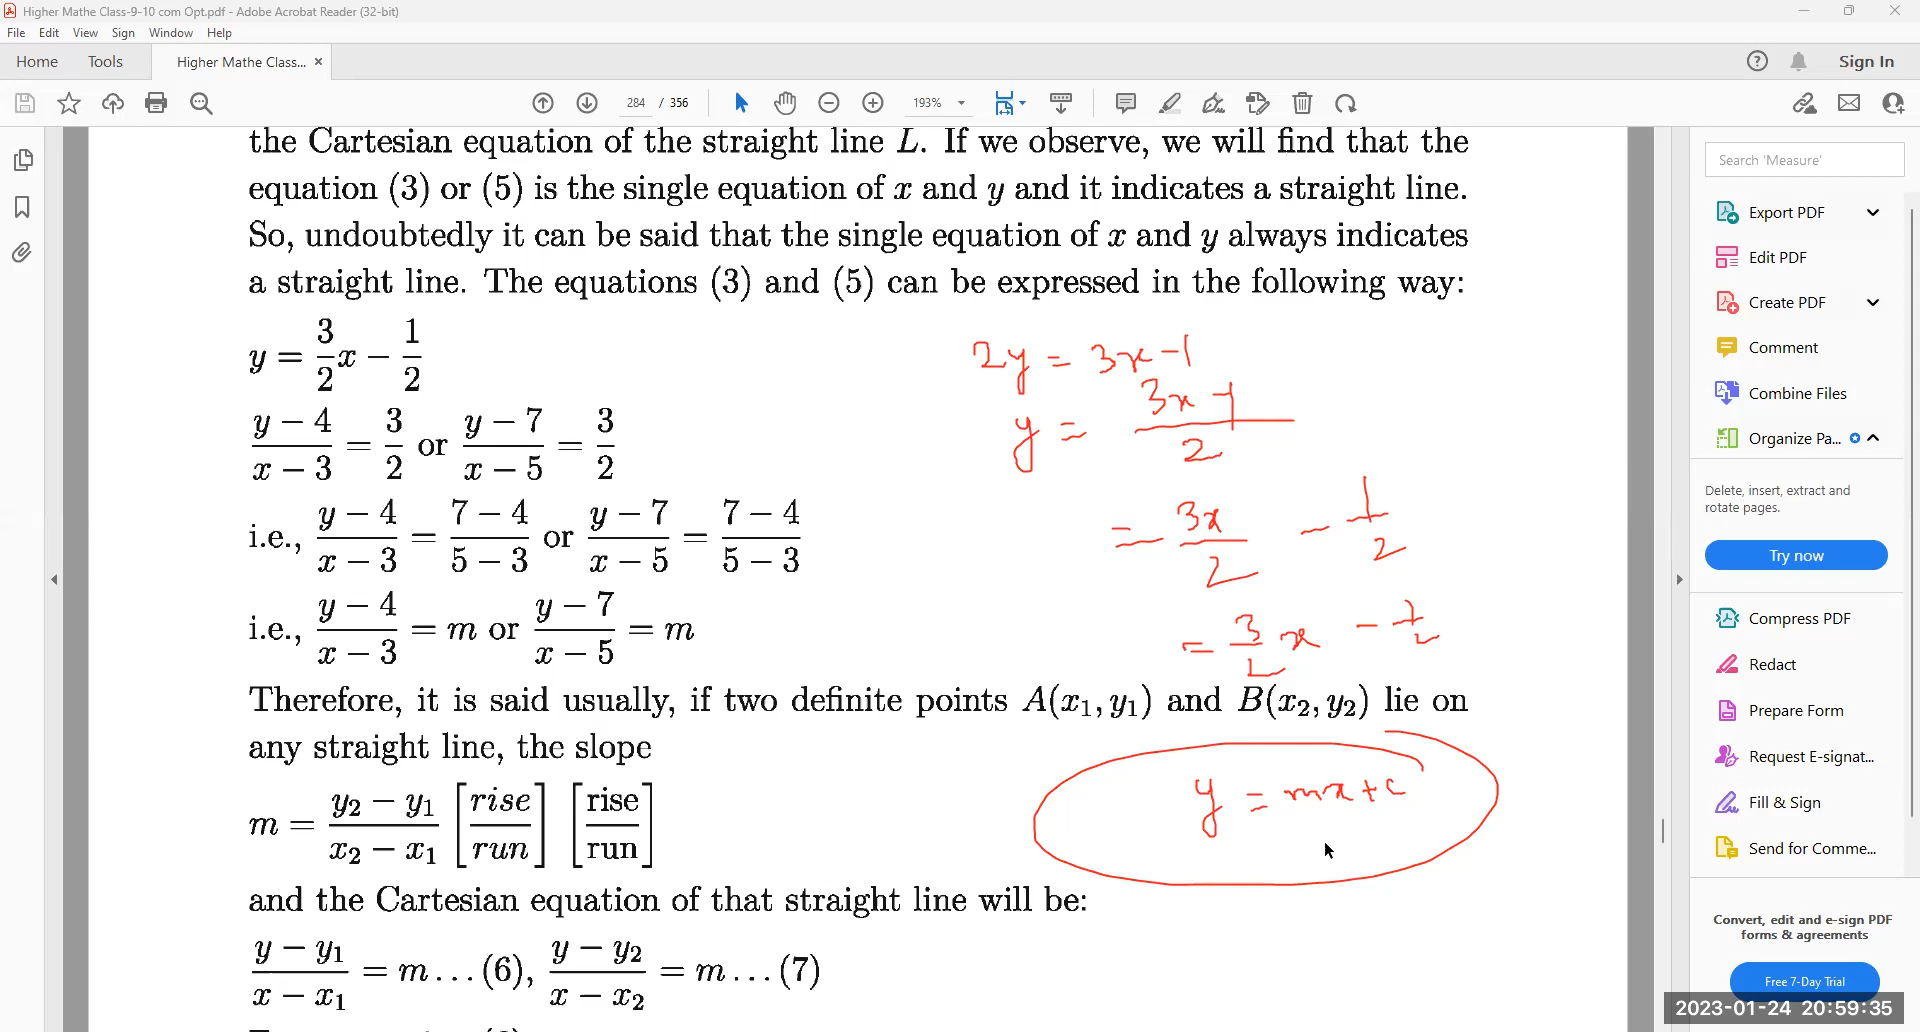 Higher Mathe Class-9-10 com Opt.pdf - Adobe Acrobat Reader (32-bit)
File Edit View Sign Window Help
Home Tools Higher Mathe Class... × ? Sign In
284 / 356 193%
the Cartesian equation of the straight line L. If we observe, we will find that the
equation (3) or (5) is the single equation of x and y and it indicates a straight line.
So, undoubtedly it can be said that the single equation of x and y always indicates
a straight line. The equations (3) and (5) can be expressed in the following way:
y = 3/2 x − 1/2
(y − 4)/(x − 3) = 3/2 or (y − 7)/(x − 5) = 3/2
i.e., (y − 4)/(x − 3) = (7 − 4)/(5 − 3) or (y − 7)/(x − 5) = (7 − 4)/(5 − 3)
i.e., (y − 4)/(x − 3) = m or (y − 7)/(x − 5) = m
2y = 3x − 1
y = (3x − 1)/2
= 3x/2 − 1/2
= 3/2 x − 1/2
Therefore, it is said usually, if two definite points A(x₁, y₁) and B(x₂, y₂) lie on
any straight line, the slope
m = (y₂ − y₁)/(x₂ − x₁) [rise/run] [rise/run]
y = mx + c
and the Cartesian equation of that straight line will be:
(y − y₁)/(x − x₁) = m … (6), (y − y₂)/(x − x₂) = m … (7)
Search 'Measure'
Export PDF
Edit PDF
Create PDF
Comment
Combine Files
Organize Pa...
Delete, insert, extract and
rotate pages.
Try now
Compress PDF
Redact
Prepare Form
Request E-signat...
Fill & Sign
Send for Comme...
Convert, edit and e-sign PDF
forms & agreements
Free 7-Day Trial
2023-01-24 20:59:35